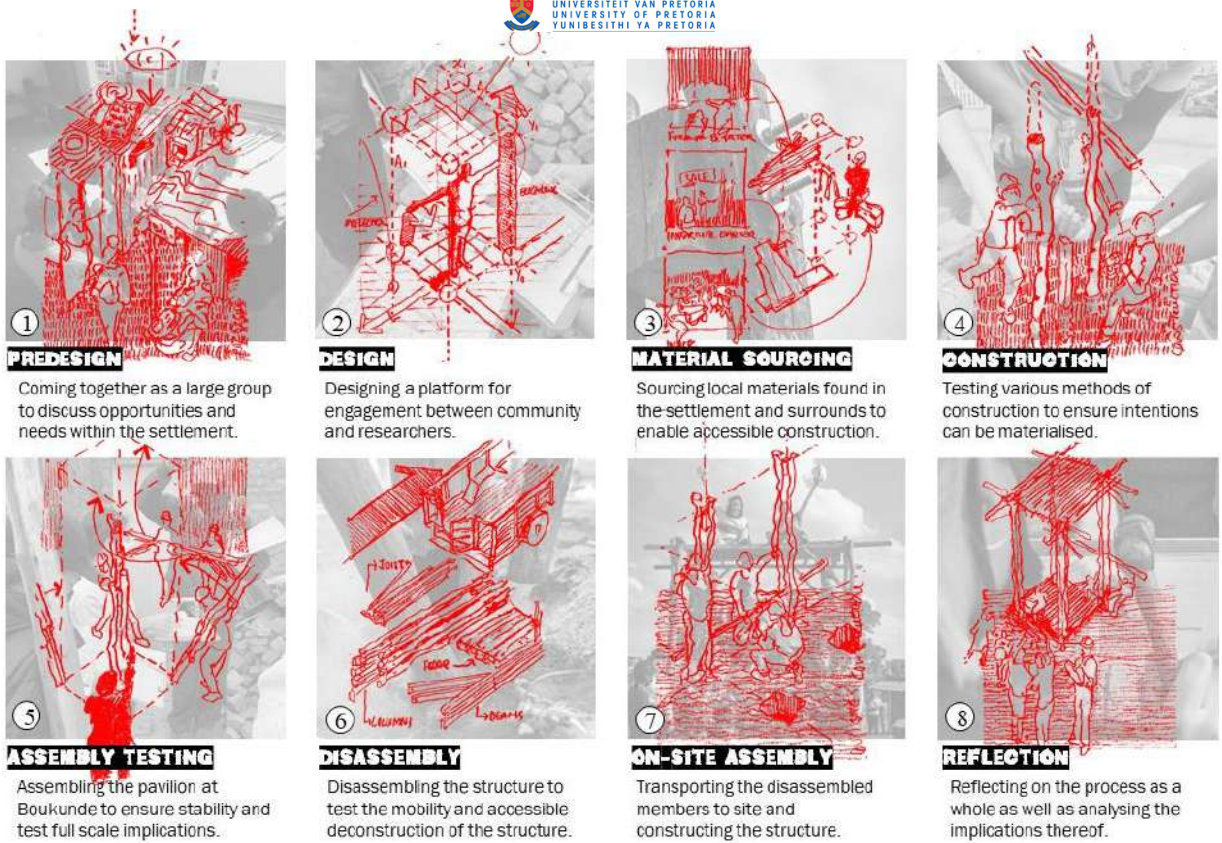 UNIVERSITEIT VAN PRETORIA
UNIVERSITY OF PRETORIA
YUNIBESITHI YA PRETORIA
1
PREDESIGN
Coming together as a large group
to discuss opportunities and
needs within the settlement.
2
DESIGN
Designing a platform for
engagement between community
and researchers.
SALE!
3
MATERIAL SOURCING
Sourcing local materials found in
the settlement and surrounds to
enable accessible construction.
4
CONSTRUCTION
Testing various methods of
construction to ensure intentions
can be materialised.
5
ASSEMBLY TESTING
Assembling the pavilion at
Boukunde to ensure stability and
test full scale implications.
JOISTS
FLOOR
COLUMNS
BEAMS
6
DISASSEMBLY
Disassembling the structure to
test the mobility and accessible
deconstruction of the structure.
7
ON-SITE ASSEMBLY
Transporting the disassembled
members to site and
constructing the structure.
8
REFLECTION
Reflecting on the process as a
whole as well as analysing the
implications thereof.